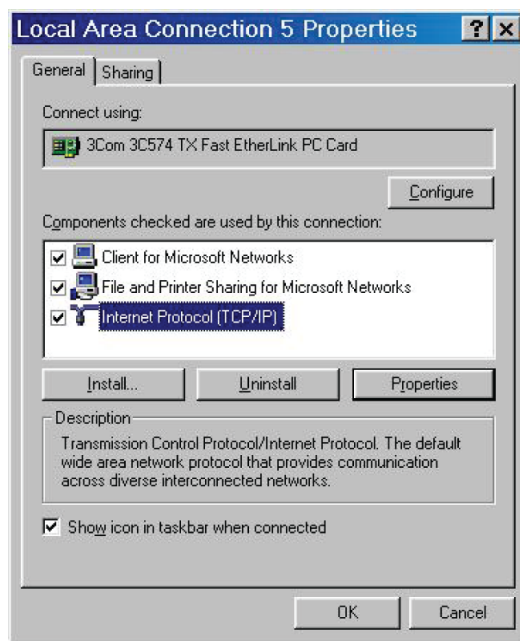 Local Area Connection 5 Properties
General
Sharing
Connect using:
3Com 3C574 TX Fast EtherLink PC Card
Configure
Components checked are used by this connection:
Client for Microsoft Networks
File and Printer Sharing for Microsoft Networks
Internet Protocol (TCP/IP)
Install...
Uninstall
Properties
Description
Transmission Control Protocol/Internet Protocol. The default
wide area network protocol that provides communication
across diverse interconnected networks.
Show icon in taskbar when connected
OK
Cancel